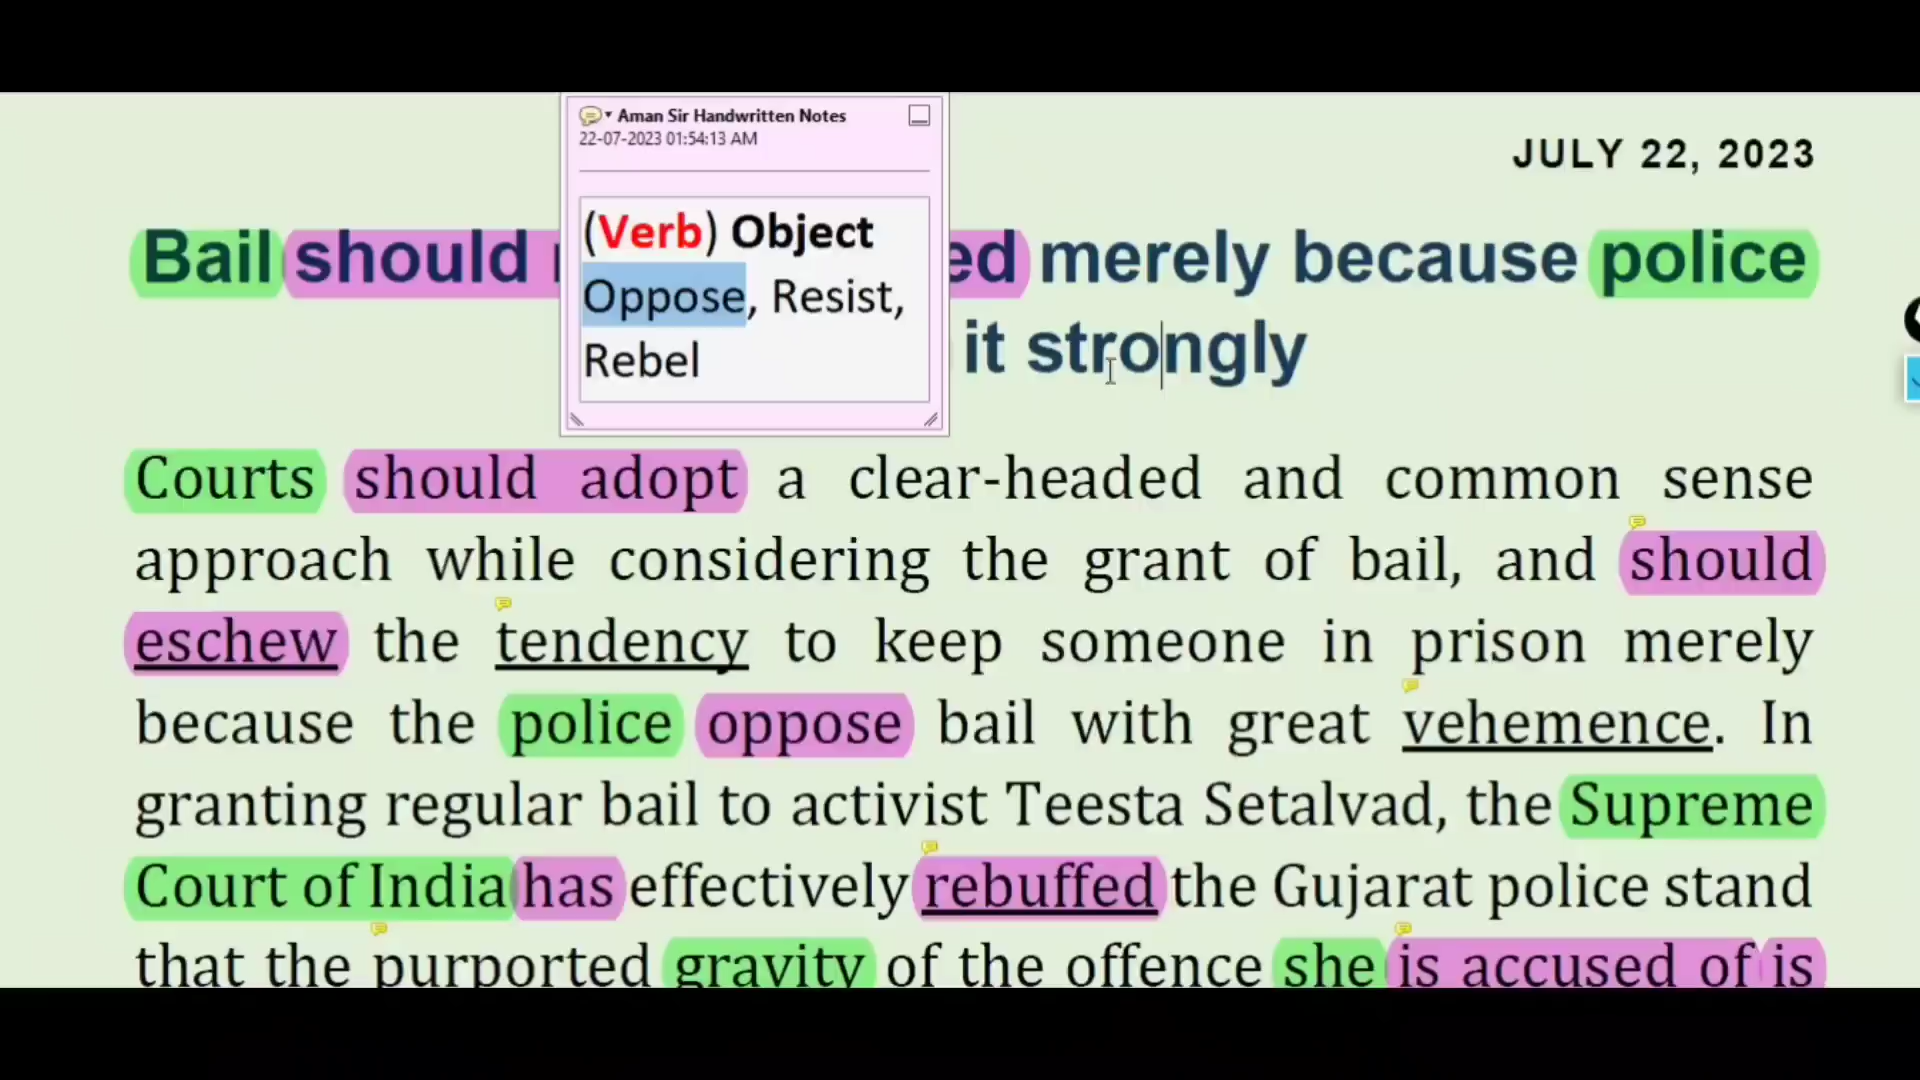 Aman Sir Handwritten Notes
22-07-2023 01:54:13 AM
(Verb) Object
Oppose, Resist,
Rebel
JULY 22, 2023
Bail should ed merely because police
it strongly
Courts should adopt a clear-headed and common sense
approach while considering the grant of bail, and should
eschew the tendency to keep someone in prison merely
because the police oppose bail with great vehemence. In
granting regular bail to activist Teesta Setalvad, the Supreme
Court of India has effectively rebuffed the Gujarat police stand
that the purported gravity of the offence she is accused of is